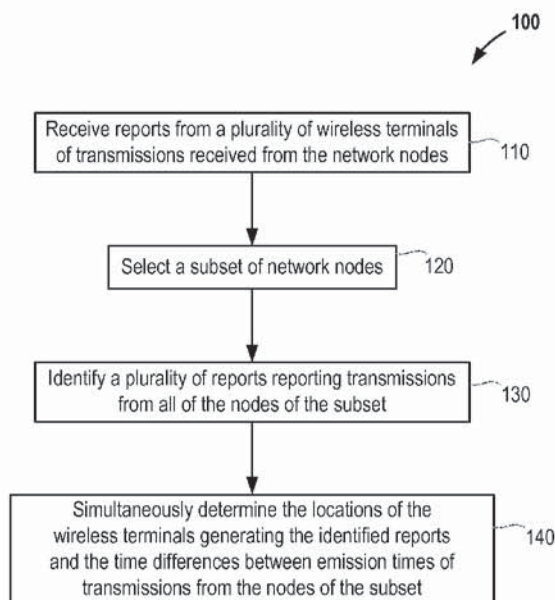 100
Receive reports from a plurality of wireless terminals
of transmissions received from the network nodes
110
Select a subset of network nodes
120
Identify a plurality of reports reporting transmissions
from all of the nodes of the subset
130
Simultaneously determine the locations of the
wireless terminals generating the identified reports
and the time differences between emission times of
transmissions from the nodes of the subset
140